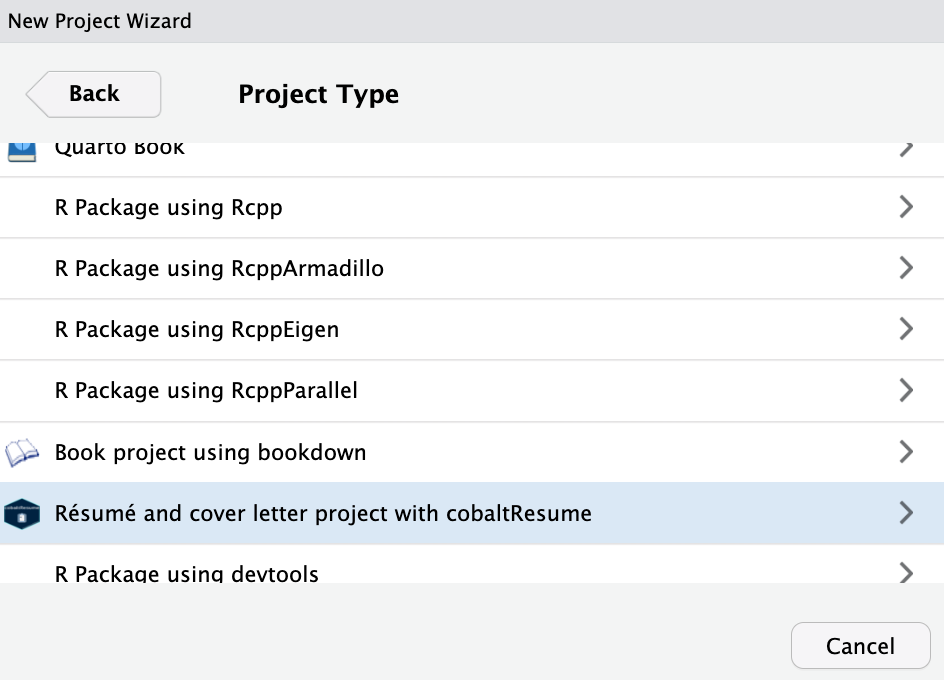 New Project Wizard
Back
Project Type
Quarto Book
R Package using Rcpp
R Package using RcppArmadillo
R Package using RcppEigen
R Package using RcppParallel
Book project using bookdown
Résumé and cover letter project with cobaltResume
R Package using devtools
Cancel